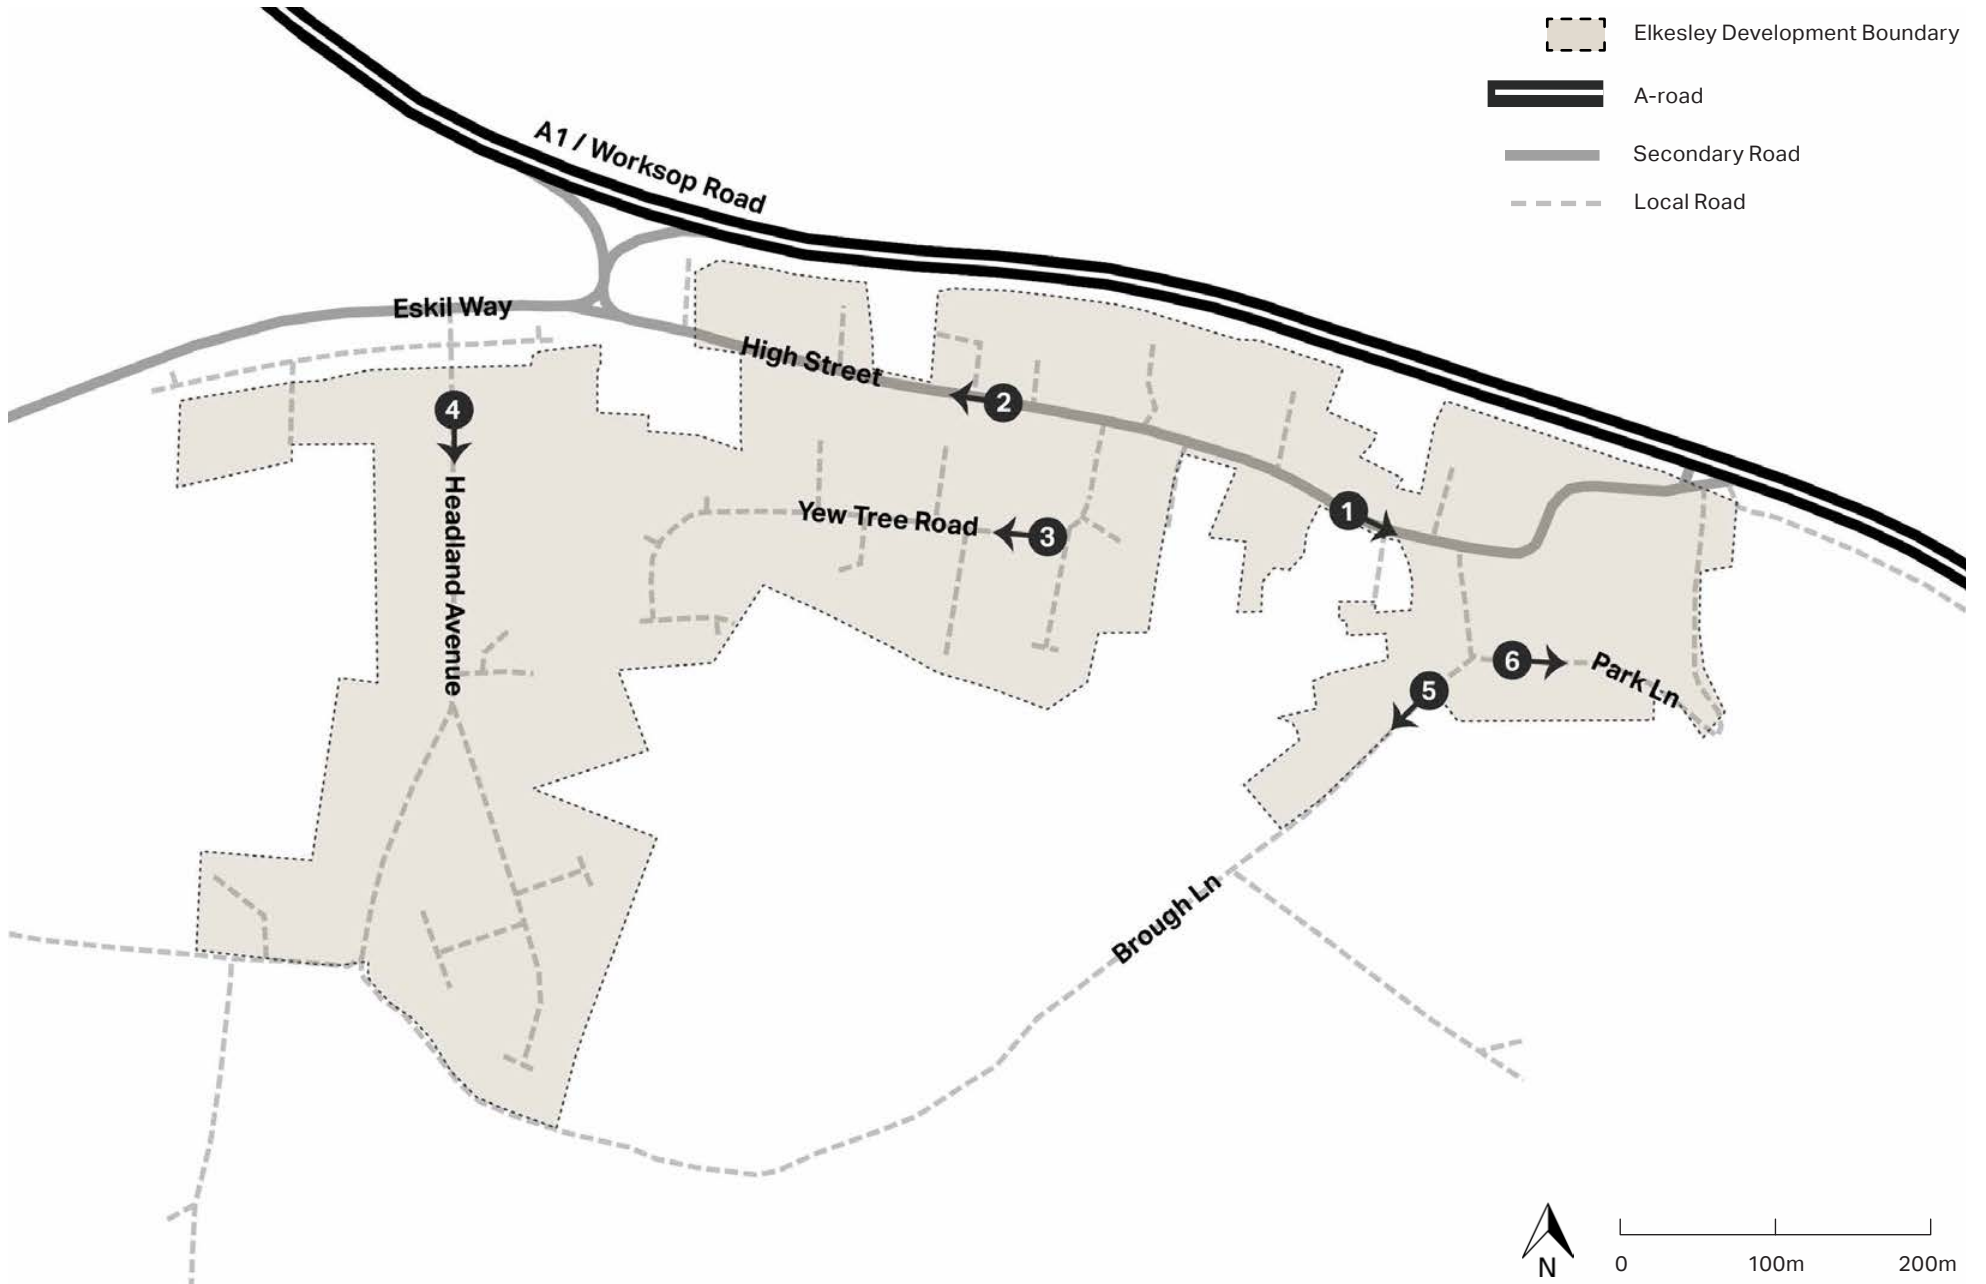 Elkesley Development Boundary
A-road
Secondary Road
Local Road
A1 / Worksop Road
Eskil Way
High Street
2
4
1
Headland Avenue
Yew Tree Road
3
6
Park Ln
5
Brough Ln
N
0 100m 200m